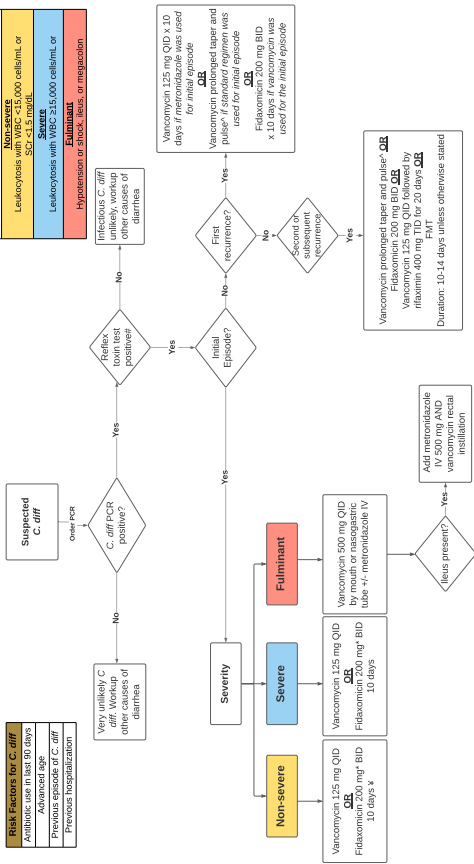 Risk Factors for C. diff
Antibiotic use in last 90 days
Advanced age
Previous episode of C. diff
Previous hospitalization
Suspected
C. diff
Non-severe
Leukocytosis with WBC <15,000 cells/mL or
SCr <1.5 mg/dL
Severe
Leukocytosis with WBC ≥15,000 cells/mL or
Fulminant
Hypotension or shock, ileus, or megacolon
Order PCR
Very unlikely C
diff. Workup
other causes of
diarrhea
No
C. diff PCR
positive?
Yes
Reflex
toxin test
positive#
No
Infectious C. diff
unlikely, workup
other causes of
diarrhea
Yes
Severity
Yes
Initial
Episode?
No
First
recurrence?
Yes
Vancomycin 125 mg QID x 10
days if metronidazole was used
for initial episode
OR
Vancomycin prolonged taper and
pulse^ if standard regimen was
used for initial episode
OR
Fidaxomicin 200 mg BID
x 10 days if vancomycin was
used for the initial episode
No
Second or
subsequent
recurrence
Yes
Vancomycin prolonged taper and pulse^ OR
Fidaxomicin 200 mg BID OR
Vancomycin 125 mg QID followed by
rifaximin 400 mg TID for 20 days OR
FMT
Duration: 10-14 days unless otherwise stated
Non-severe
Severe
Fulminant
Vancomycin 125 mg QID
OR
Fidaxomicin 200 mg* BID
10 days ¥
Vancomycin 125 mg QID
OR
Fidaxomicin 200 mg* BID
10 days
Vancomycin 500 mg QID
by mouth or nasogastric
tube +/- metronidazole IV
Ileus present?
Yes
Add metronidazole
IV 500 mg AND
vancomycin rectal
instillation